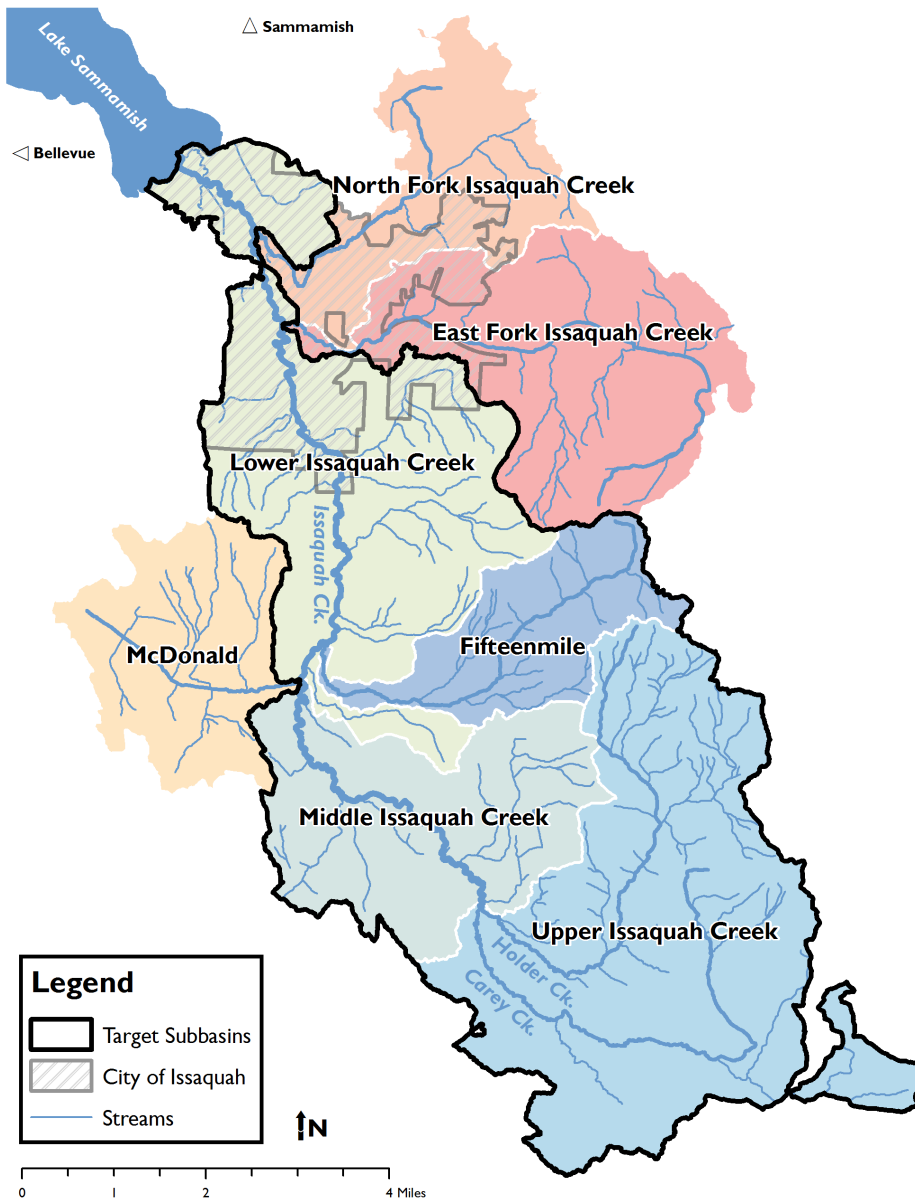 △ Sammamish
Lake Sammamish
◁ Bellevue
North Fork Issaquah Creek
East Fork Issaquah Creek
Lower Issaquah Creek
Issaquah Ck.
McDonald
Fifteenmile
Middle Issaquah Creek
Upper Issaquah Creek
Holder Ck.
Carey Ck.
Legend
Target Subbasins
City of Issaquah
Streams
N
0 1 2 4 Miles